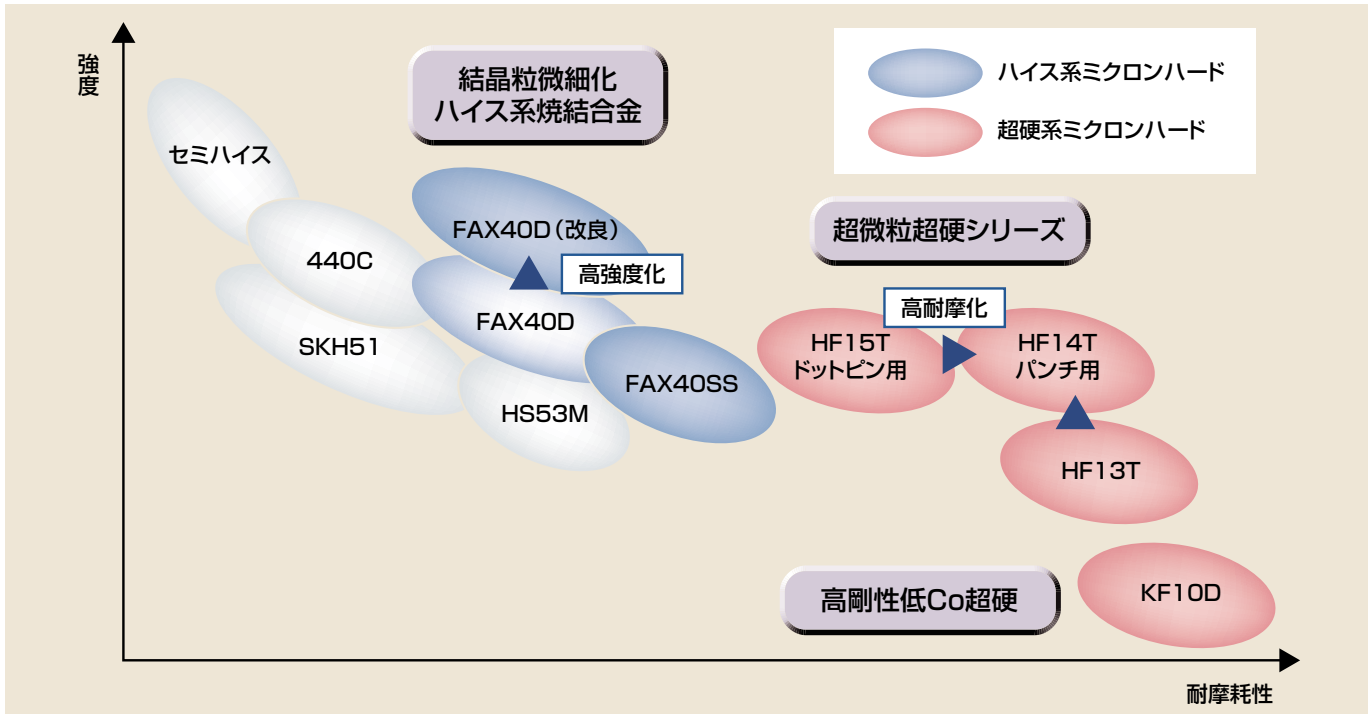 強度
結晶粒微細化
ハイス系焼結合金
ハイス系ミクロンハード
超硬系ミクロンハード
セミハイス
FAX40D（改良）
超微粒超硬シリーズ
440C
高強度化
高耐摩化
SKH51
FAX40D
HF15T
ドットピン用
HF14T
パンチ用
FAX40SS
HS53M
HF13T
高剛性低Co超硬
KF10D
耐摩耗性